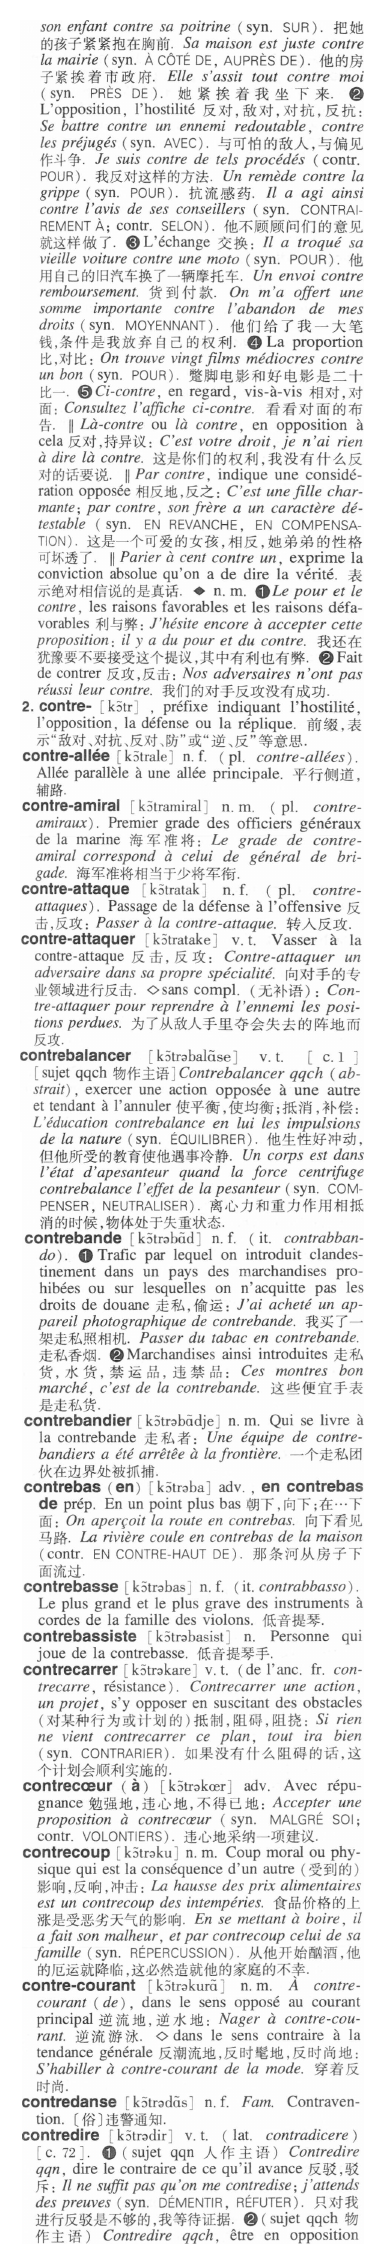 son enfant contre sa poitrine (syn. SUR). 把她
的孩子紧紧抱在胸前. Sa maison est juste contre
la mairie (syn. À CÔTÉ DE, AUPRÈS DE). 他的房
子紧挨着市政府. Elle s'assit tout contre moi
(syn. PRÈS DE). 她紧挨着我坐下来. ❷
L'opposition, l'hostilité 反对,敌对,对抗,反抗:
Se battre contre un ennemi redoutable, contre
les préjugés (syn. AVEC). 与可怕的敌人,与偏见
作斗争. Je suis contre de tels procédés (contr.
POUR). 我反对这样的方法. Un remède contre la
grippe (syn. POUR). 抗流感药. Il a agi ainsi
contre l'avis de ses conseillers (syn. CONTRAI-
REMENT À; contr. SELON). 他不顾顾问们的意见
就这样做了. ❸ L'échange 交换: Il a troqué sa
vieille voiture contre une moto (syn. POUR). 他
用自己的旧汽车换了一辆摩托车. Un envoi contre
remboursement. 货到付款. On m'a offert une
somme importante contre l'abandon de mes
droits (syn. MOYENNANT). 他们给了我一大笔
钱,条件是我放弃自己的权利. ❹ La proportion
比,对比: On trouve vingt films médiocres contre
un bon (syn. POUR). 蹩脚电影和好电影是二十
比一. ❺ Ci-contre, en regard, vis-à-vis 相对,对
面: Consultez l'affiche ci-contre. 看看对面的布
告. ‖ Là-contre ou là contre, en opposition à
cela 反对,持异议: C'est votre droit, je n'ai rien
à dire là contre. 这是你们的权利,我没有什么反
对的话要说. ‖ Par contre, indique une considé-
ration opposée 相反地,反之: C'est une fille char-
mante; par contre, son frère a un caractère dé-
testable (syn. EN REVANCHE, EN COMPENSA-
TION). 这是一个可爱的女孩,相反,她弟弟的性格
可坏透了. ‖ Parier à cent contre un, exprime la
conviction absolue qu'on a de dire la vérité. 表
示绝对相信说的是真话. ◆ n. m. ❶ Le pour et le
contre, les raisons favorables et les raisons défa-
vorables 利与弊: J'hésite encore à accepter cette
proposition: il y a du pour et du contre. 我还在
犹豫要不要接受这个提议,其中有利也有弊. ❷ Fait
de contrer 反攻,反击: Nos adversaires n'ont pas
réussi leur contre. 我们的对手反攻没有成功.
2. contre- [kɔ̃tr], préfixe indiquant l'hostilité,
l'opposition, la défense ou la réplique. 前缀,表
示“敌对、对抗、反对、防”或“逆、反”等意思.
contre-allée [kɔ̃trale] n. f. (pl. contre-allées).
Allée parallèle à une allée principale. 平行侧道,
辅路.
contre-amiral [kɔ̃tramiral] n. m. (pl. contre-
amiraux). Premier grade des officiers généraux
de la marine 海军准将: Le grade de contre-
amiral correspond à celui de général de bri-
gade. 海军准将相当于少将军衔.
contre-attaque [kɔ̃tratak] n. f. (pl. contre-
attaques). Passage de la défense à l'offensive 反
击,反攻: Passer à la contre-attaque. 转入反攻.
contre-attaquer [kɔ̃tratake] v. t. Vasser à la
contre-attaque 反击,反攻: Contre-attaquer un
adversaire dans sa propre spécialité. 向对手的专
业领域进行反击. ◇ sans compl. (无补语): Con-
tre-attaquer pour reprendre à l'ennemi les posi-
tions perdues. 为了从敌人手里夺会失去的阵地而
反攻.
contrebalancer [kɔ̃trəbalɑ̃se] v. t. [c. 1]
[sujet qqch 物作主语] Contrebalancer qqch (ab-
strait), exercer une action opposée à une autre
et tendant à l'annuler 使平衡,使均衡;抵消,补偿:
L'éducation contrebalance en lui les impulsions
de la nature (syn. ÉQUILIBRER). 他生性好冲动,
但他所受的教育使他遇事冷静. Un corps est dans
l'état d'apesanteur quand la force centrifuge
contrebalance l'effet de la pesanteur (syn. COM-
PENSER, NEUTRALISER). 离心力和重力作用相抵
消的时候,物体处于失重状态.
contrebande [kɔ̃trəbɑ̃d] n. f. (it. contrabban-
do). ❶ Trafic par lequel on introduit clandes-
tinement dans un pays des marchandises pro-
hibées ou sur lesquelles on n'acquitte pas les
droits de douane 走私,偷运: J'ai acheté un ap-
pareil photographique de contrebande. 我买了一
架走私照相机. Passer du tabac en contrebande.
走私香烟. ❷ Marchandises ainsi introduites 走私
货, 水货, 禁运品, 违禁品: Ces montres bon
marché, c'est de la contrebande. 这些便宜手表
是走私货.
contrebandier [kɔ̃trəbɑ̃dje] n. m. Qui se livre à
la contrebande 走私者: Une équipe de contre-
bandiers a été arrêtée à la frontière. 一个走私团
伙在边界处被抓捕.
contrebas (en) [kɔ̃trəba] adv., en contrebas
de prép. En un point plus bas 朝下,向下;在…下
面: On aperçoit la route en contrebas. 向下看见
马路. La rivière coule en contrebas de la maison
(contr. EN CONTRE-HAUT DE). 那条河从房子下
面流过.
contrebasse [kɔ̃trəbas] n. f. (it. contrabbasso).
Le plus grand et le plus grave des instruments à
cordes de la famille des violons. 低音提琴.
contrebassiste [kɔ̃trəbasist] n. Personne qui
joue de la contrebasse. 低音提琴手.
contrecarrer [kɔ̃trəkare] v. t. (de l'anc. fr. con-
trecarre, résistance). Contrecarrer une action,
un projet, s'y opposer en suscitant des obstacles
(对某种行为或计划的)抵制,阻碍,阻挠: Si rien
ne vient contrecarrer ce plan, tout ira bien
(syn. CONTRARIER). 如果没有什么阻碍的话,这
个计划会顺利实施的.
contrecœur (à) [kɔ̃trəkœr] adv. Avec répu-
gnance 勉强地,违心地,不得已地: Accepter une
proposition à contrecœur (syn. MALGRÉ SOI;
contr. VOLONTIERS). 违心地采纳一项建议.
contrecoup [kɔ̃trəku] n. m. Coup moral ou phy-
sique qui est la conséquence d'un autre (受到的)
影响,反响,冲击: La hausse des prix alimentaires
est un contrecoup des intempéries. 食品价格的上
涨是受恶劣天气的影响. En se mettant à boire, il
a fait son malheur, et par contrecoup celui de sa
famille (syn. RÉPERCUSSION). 从他开始酗酒,他
的厄运就降临,这必然造就他的家庭的不幸.
contre-courant [kɔ̃trəkurɑ̃] n. m. À contre-
courant (de), dans le sens opposé au courant
principal 逆流地,逆水地: Nager à contre-cou-
rant. 逆流游泳. ◇ dans le sens contraire à la
tendance générale 反潮流地,反时髦地,反时尚地:
S'habiller à contre-courant de la mode. 穿着反
时尚.
contredanse [kɔ̃trədɑ̃s] n. f. Fam. Contraven-
tion. [俗]违警通知.
contredire [kɔ̃trədir] v. t. (lat. contradicere)
[c. 72]. ❶ (sujet qqn 人作主语) Contredire
qqn, dire le contraire de ce qu'il avance 反驳,驳
斥: Il ne suffit pas qu'on me contredise; j'attends
des preuves (syn. DÉMENTIR, RÉFUTER). 只对我
进行反驳是不够的,我等待证据. ❷ (sujet qqch 物
作主语) Contredire qqch, être en opposition